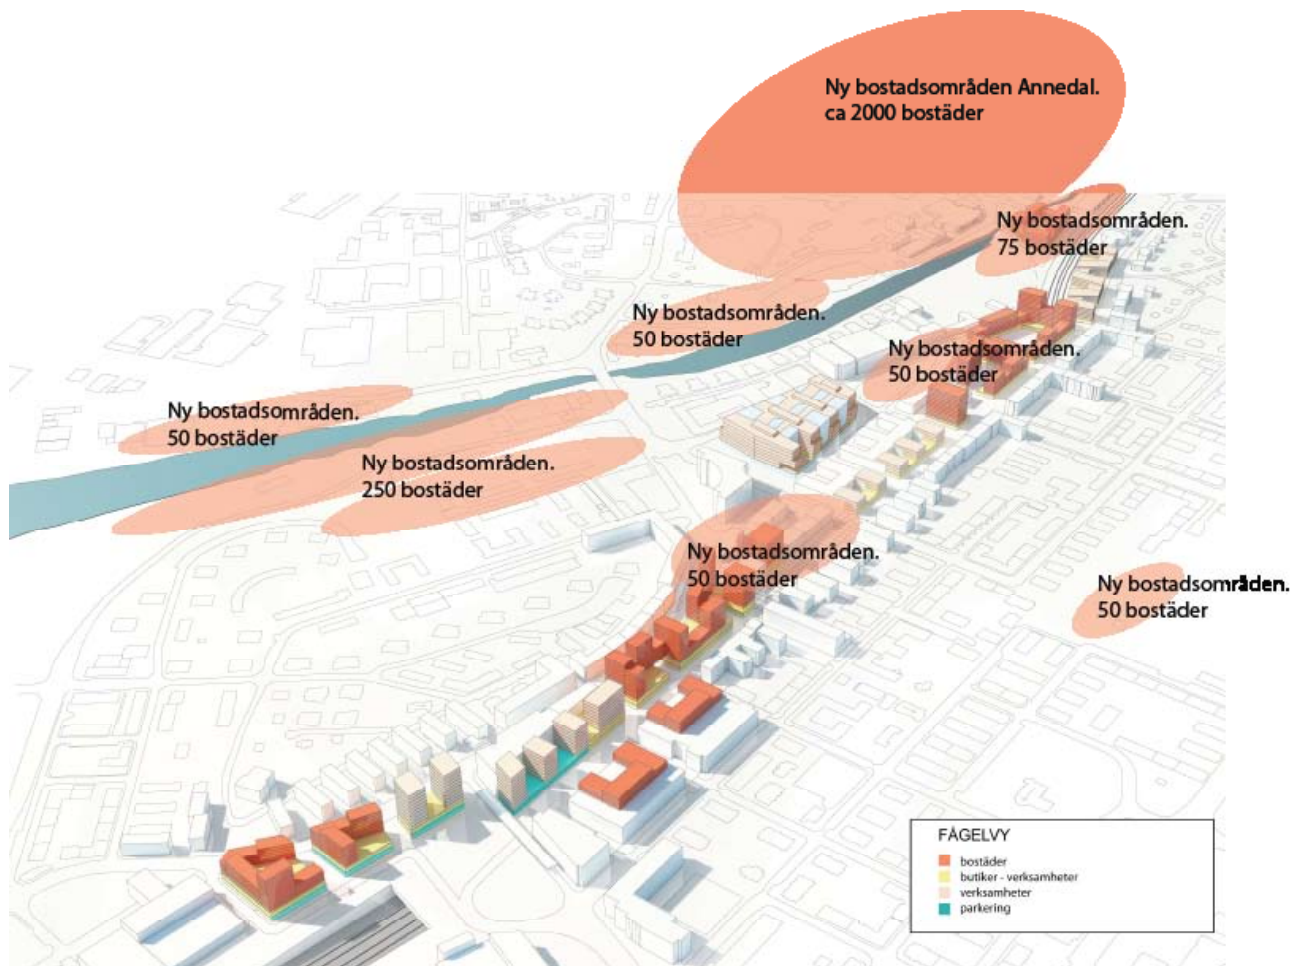 Ny bostadsområden Annedal.
ca 2000 bostäder
Ny bostadsområden.
75 bostäder
Ny bostadsområden.
50 bostäder
Ny bostadsområden.
50 bostäder
Ny bostadsområden.
50 bostäder
Ny bostadsområden.
250 bostäder
Ny bostadsområden.
50 bostäder
Ny bostadsområden.
50 bostäder
FÅGELVY
bostäder
butiker - verksamheter
verksamheter
parkering